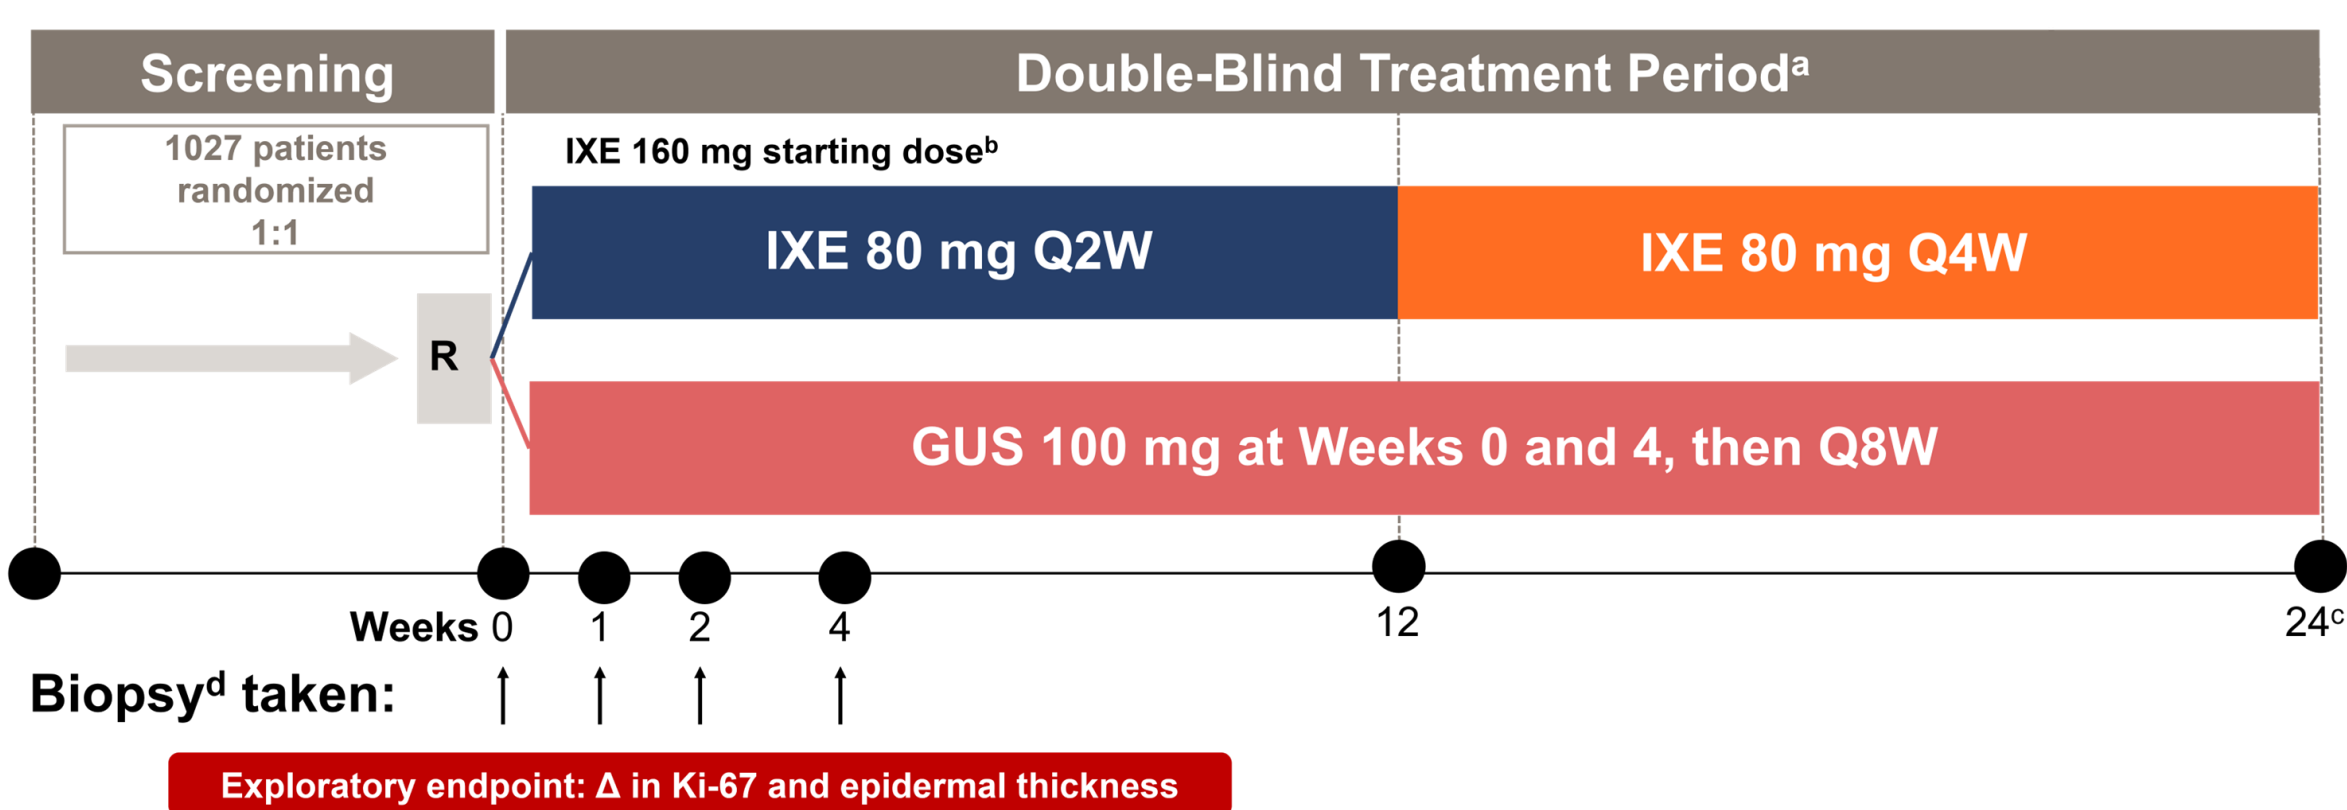 Screening
Double-Blind Treatment Periodᵃ
1027 patients
randomized
1:1
IXE 160 mg starting doseᵇ
IXE 80 mg Q2W
IXE 80 mg Q4W
R
GUS 100 mg at Weeks 0 and 4, then Q8W
Weeks 0 1 2 4 12 24ᶜ
Biopsyᵈ taken:
Exploratory endpoint: Δ in Ki-67 and epidermal thickness